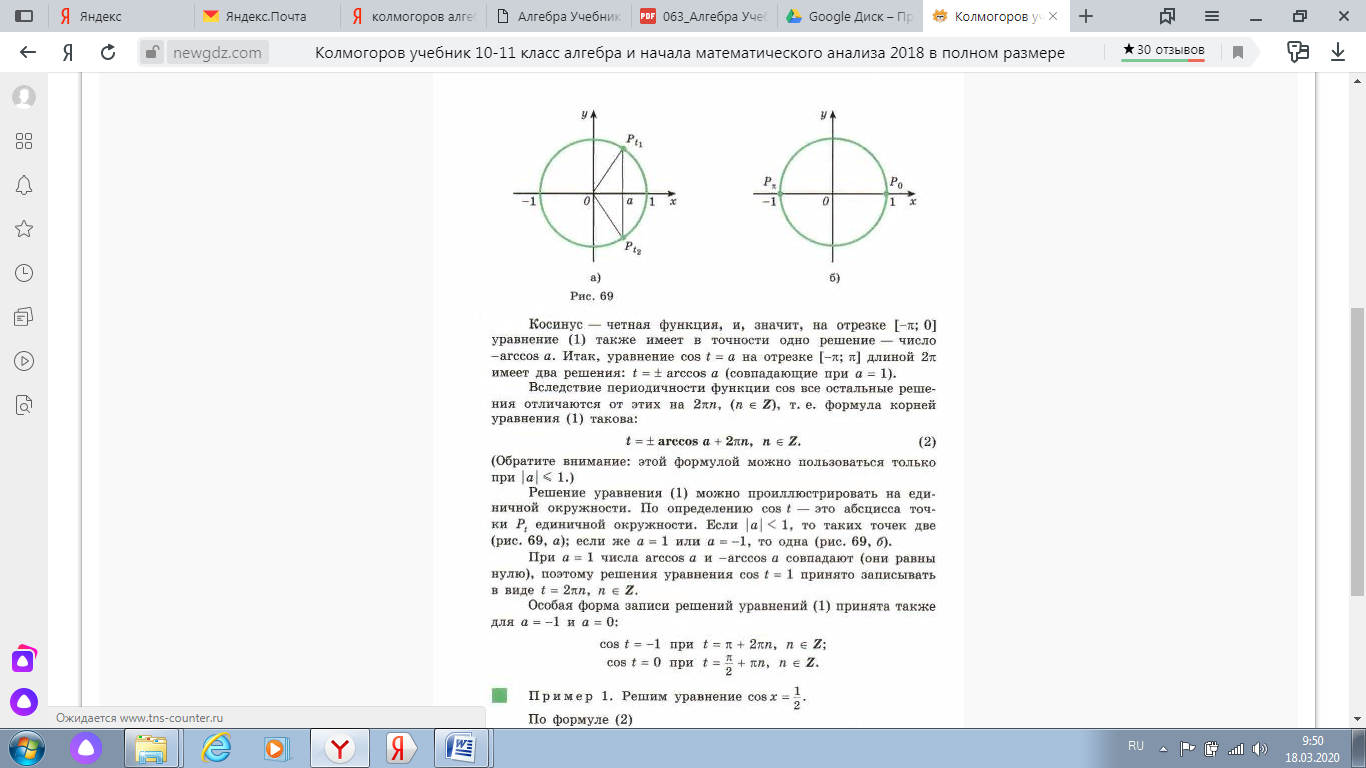 Яндекс
Яндекс.Почта
колмогоров алге
Алгебра Учебник
063_Алгебра Учеб
Google Диск – Пр
Колмогоров уч
newgdz.com
Колмогоров учебник 10-11 класс алгебра и начала математического анализа 2018 в полном размере
★30 отзывов
y
P_{t_1}
-1 0 a 1 x
P_{t_2}
а)
y
P_π P_0
-1 0 1 x
б)
Рис. 69
Косинус — четная функция, и, значит, на отрезке [–π; 0]
уравнение (1) также имеет в точности одно решение — число
–arccos a. Итак, уравнение cos t = a на отрезке [–π; π] длиной 2π
имеет два решения: t = ± arccos a (совпадающие при a = 1).
Вследствие периодичности функции cos все остальные реше-
ния отличаются от этих на 2πn, (n ∈ Z), т. е. формула корней
уравнения (1) такова:
t = ± arccos a + 2πn, n ∈ Z. (2)
(Обратите внимание: этой формулой можно пользоваться только
при |a| ⩽ 1.)
Решение уравнения (1) можно проиллюстрировать на еди-
ничной окружности. По определению cos t — это абсцисса точ-
ки P_t единичной окружности. Если |a| < 1, то таких точек две
(рис. 69, а); если же a = 1 или a = –1, то одна (рис. 69, б).
При a = 1 числа arccos a и –arccos a совпадают (они равны
нулю), поэтому решения уравнения cos t = 1 принято записывать
в виде t = 2πn, n ∈ Z.
Особая форма записи решений уравнений (1) принята также
для a = –1 и a = 0:
cos t = –1 при t = π + 2πn, n ∈ Z;
cos t = 0 при t = π/2 + πn, n ∈ Z.
Пример 1. Решим уравнение cos x = 1/2.
По формуле (2)
Ожидается www.tns-counter.ru
RU
9:50
18.03.2020